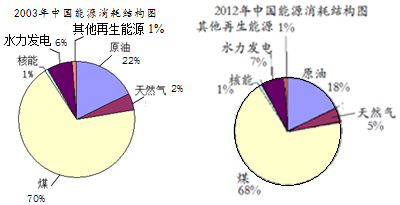 2003年中国能源消耗结构图
其他再生能源 1%
水力发电 6%
原油
22%
核能
1%
天然气 2%
煤
70%
2012年中国能源消耗结构图
其他再生能源 1%
水力发电
7%
原油
18%
核能
1%
天然气
5%
煤
68%